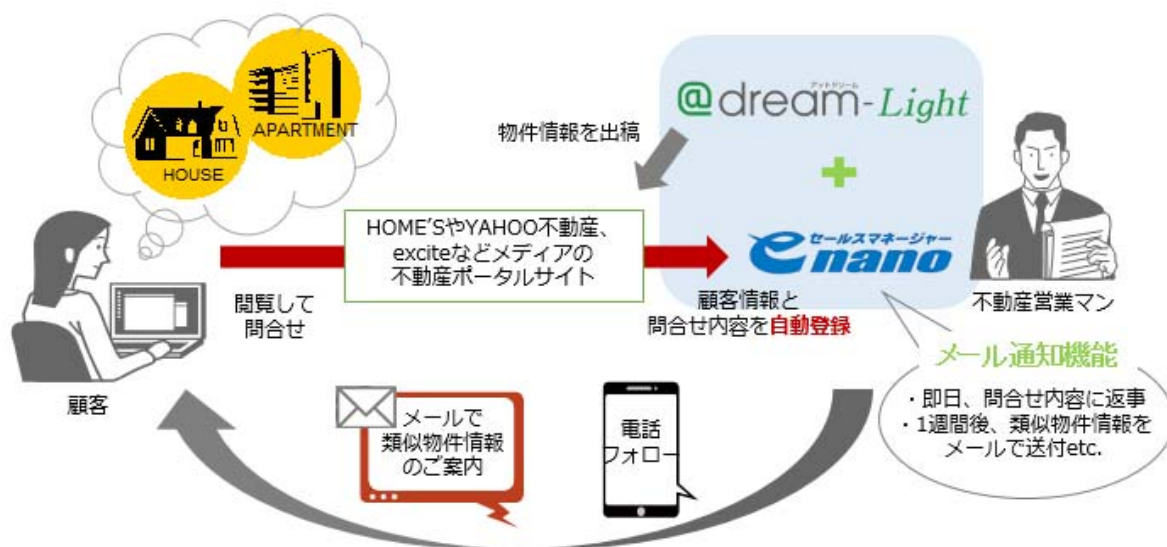 APARTMENT
HOUSE
アットドリーム
@dream-Light
物件情報を出稿
+
HOME'SやYAHOO不動産、
exciteなどメディアの
不動産ポータルサイト
セールスマネージャー
enano
閲覧して
問合せ
顧客情報と
問合せ内容を自動登録
不動産営業マン
顧客
メール通知機能
・即日、問合せ内容に返事
・1週間後、類似物件情報を
メールで送付etc.
メールで
類似物件情報
のご案内
電話
フォロー